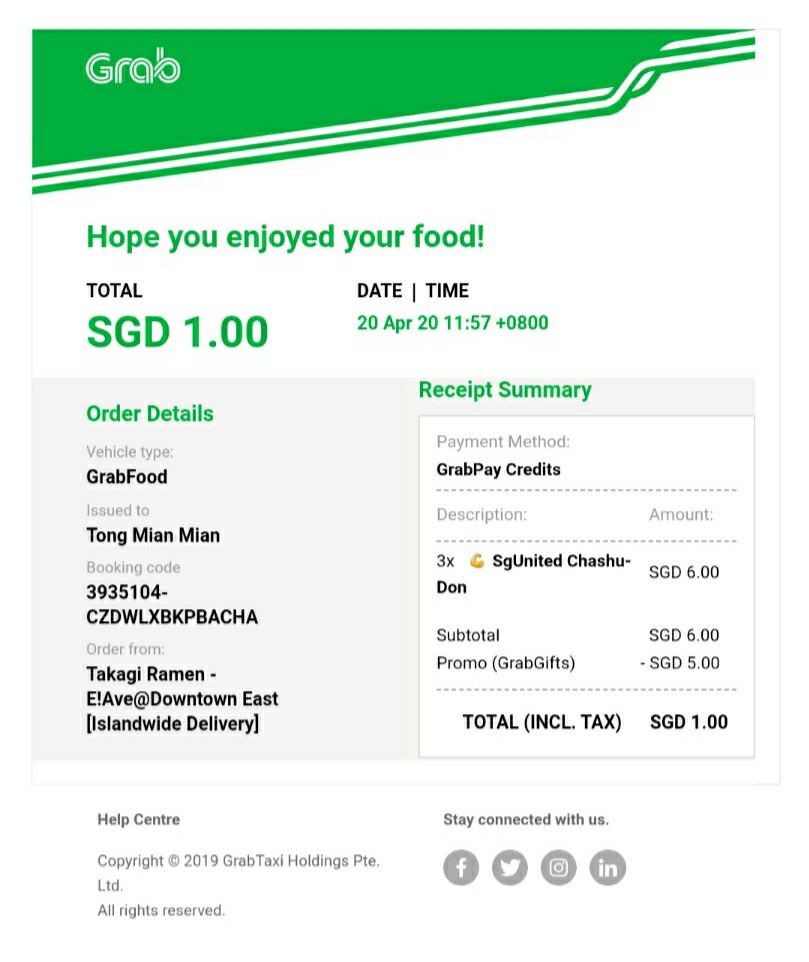 Grab
Hope you enjoyed your food!
TOTAL
SGD 1.00
DATE | TIME
20 Apr 20 11:57 +0800
Order Details
Vehicle type:
GrabFood
Issued to
Tong Mian Mian
Booking code
3935104-
CZDWLXBKPBACHA
Order from:
Takagi Ramen -
E!Ave@Downtown East
[Islandwide Delivery]
Receipt Summary
Payment Method:
GrabPay Credits
Description: Amount:
3x 💪 SgUnited Chashu-
Don SGD 6.00
Subtotal SGD 6.00
Promo (GrabGifts) - SGD 5.00
TOTAL (INCL. TAX) SGD 1.00
Help Centre
Copyright © 2019 GrabTaxi Holdings Pte.
Ltd.
All rights reserved.
Stay connected with us.